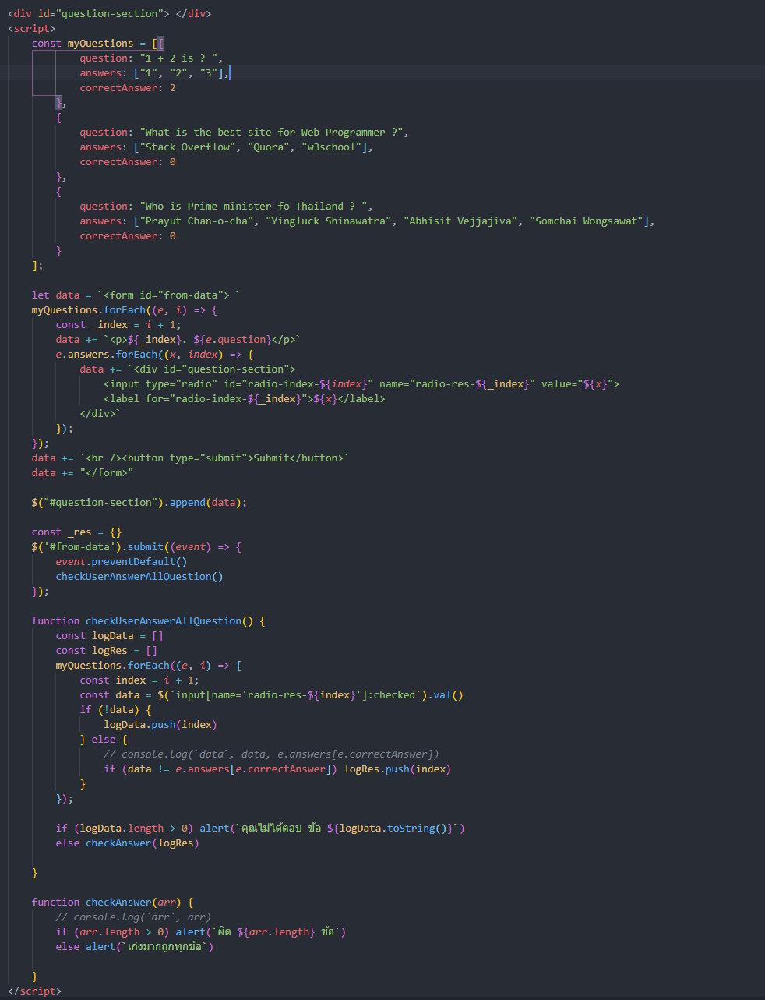 <div id="question-section"> </div>
<script>
const myQuestions = [{
question: "1 + 2 is ? ",
answers: ["1", "2", "3"],
correctAnswer: 2
},
{
question: "What is the best site for Web Programmer ?",
answers: ["Stack Overflow", "Quora", "w3school"],
correctAnswer: 0
},
{
question: "Who is Prime minister fo Thailand ? ",
answers: ["Prayut Chan-o-cha", "Yingluck Shinawatra", "Abhisit Vejjajiva", "Somchai Wongsawat"],
correctAnswer: 0
}
];
let data = `<form id="from-data"> `
myQuestions.forEach((e, i) => {
const _index = i + 1;
data += `<p>${_index}. ${e.question}</p>`
e.answers.forEach((x, index) => {
data += `<div id="question-section">
<input type="radio" id="radio-index-${index}" name="radio-res-${_index}" value="${x}">
<label for="radio-index-${_index}">${x}</label>
</div>`
});
});
data += `<br /><button type="submit">Submit</button>`
data += "</form>"
$("#question-section").append(data);
const _res = {}
$('#from-data').submit((event) => {
event.preventDefault()
checkUserAnswerAllQuestion()
});
function checkUserAnswerAllQuestion() {
const logData = []
const logRes = []
myQuestions.forEach((e, i) => {
const index = i + 1;
const data = $(`input[name='radio-res-${index}']:checked`).val()
if (!data) {
logData.push(index)
} else {
// console.log(`data`, data, e.answers[e.correctAnswer])
if (data != e.answers[e.correctAnswer]) logRes.push(index)
}
});
if (logData.length > 0) alert(`คุณไม่ได้ตอบ ข้อ ${logData.toString()}`)
else checkAnswer(logRes)
}
function checkAnswer(arr) {
// console.log(`arr`, arr)
if (arr.length > 0) alert(`ผิด ${arr.length} ข้อ`)
else alert(`เก่งมากถูกทุกข้อ`)
}
</script>